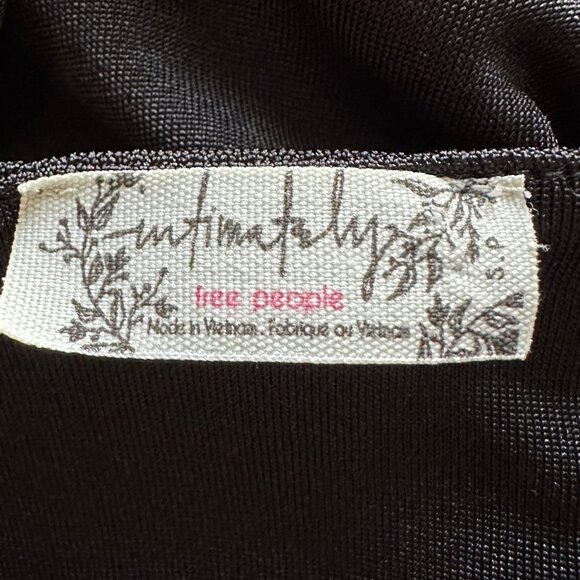 intimately
free people
Made in Vietnam. Fabriqué au Vietnam
S.P